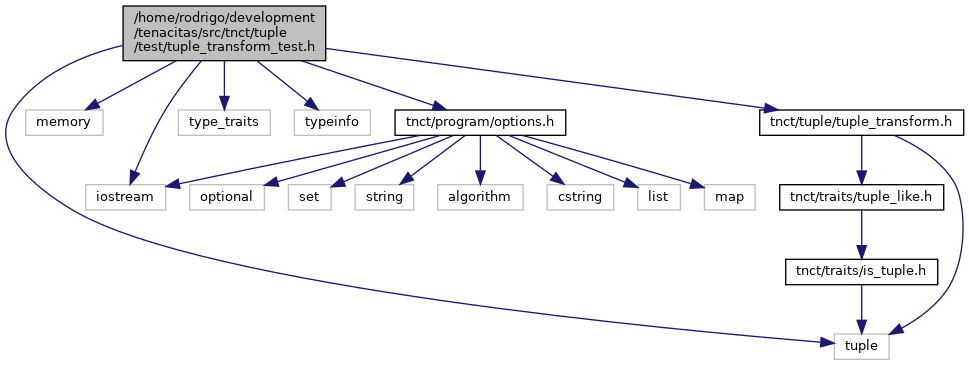 /home/rodrigo/development
/tenacitas/src/tnct/tuple
/test/tuple_transform_test.h
memory
type_traits
typeinfo
tnct/program/options.h
tnct/tuple/tuple_transform.h
iostream
optional
set
string
algorithm
cstring
list
map
tnct/traits/tuple_like.h
tnct/traits/is_tuple.h
tuple